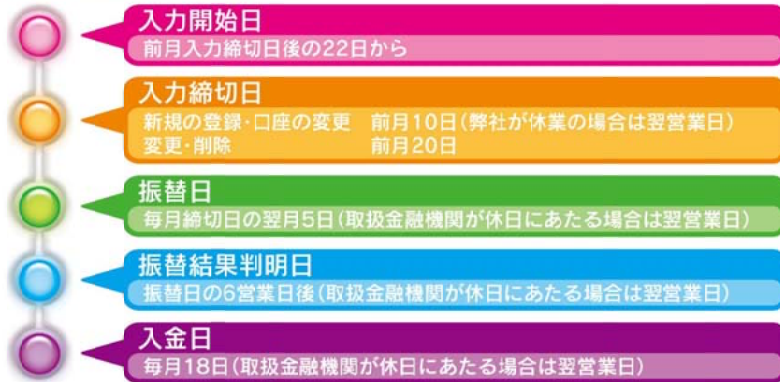 入力開始日
前月入力締切日後の22日から
入力締切日
新規の登録・口座の変更 前月10日(弊社が休業の場合は翌営業日)
変更・削除 前月20日
振替日
毎月締切日の翌月5日(取扱金融機関が休日にあたる場合は翌営業日)
振替結果判明日
振替日の6営業日後(取扱金融機関が休日にあたる場合は翌営業日)
入金日
毎月18日(取扱金融機関が休日にあたる場合は翌営業日)